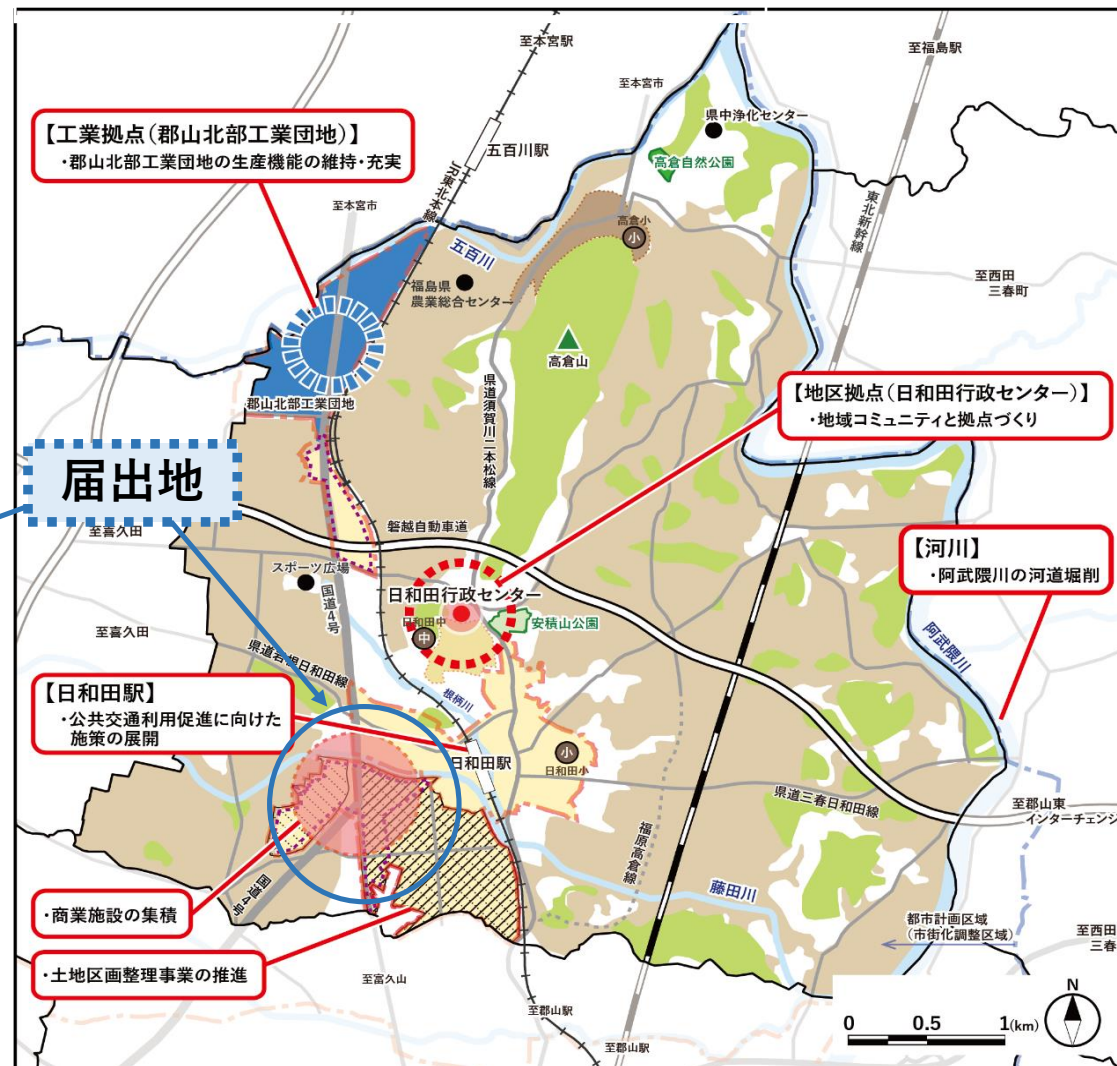 至本宮駅
至福島駅
至本宮市
県中浄化センター
【工業拠点(郡山北部工業団地)】
・郡山北部工業団地の生産機能の維持・充実
五百川駅
高倉自然公園
JR東北本線
東北新幹線
至本宮市
高倉小
小
五百川
至西田
三春町
福島県
農業総合センター
高倉山
郡山北部工業団地
県道須賀川二本松線
【地区拠点(日和田行政センター)】
・地域コミュニティと拠点づくり
届出地
磐越自動車道
至喜久田
【河川】
・阿武隈川の河道堀削
スポーツ広場
国道4号
日和田行政センター
日和田中
中
安積山公園
至喜久田
阿武隈川
県道岩根日和田線
【日和田駅】
・公共交通利用促進に向けた
施策の展開
根柄川
日和田駅
小
日和田小
県道三春日和田線
至郡山東
インターチェンジ
福原高倉線
藤田川
国道4号
・商業施設の集積
都市計画区域
(市街化調整区域)
至西田
三春
・土地区画整理事業の推進
至富久山
至郡山駅
至郡山駅
N
0 0.5 1(km)